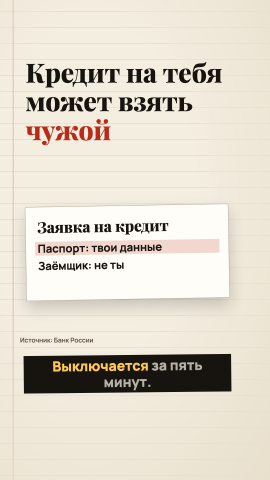 Кредит на тебя
может взять
чужой
Заявка на кредит
Паспорт: твои данные
Заёмщик: не ты
Источник: Банк России
Выключается за пять
минут.